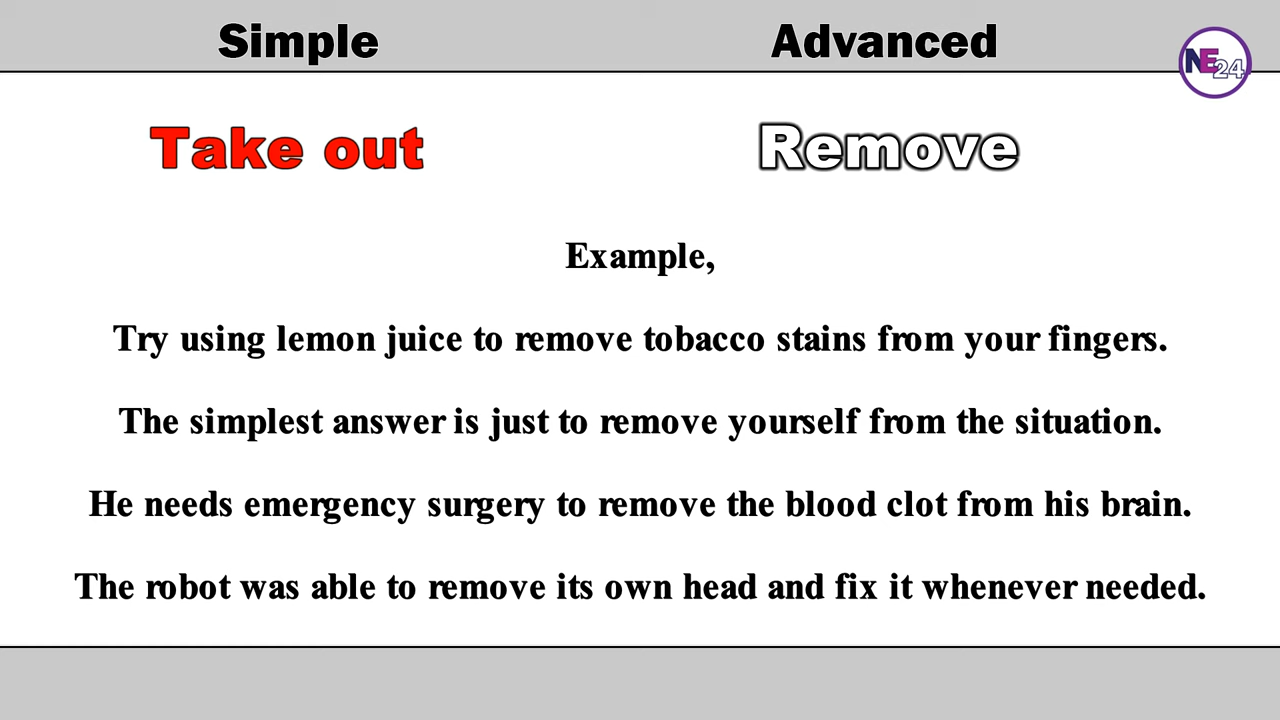 Simple Advanced
NE24
Take out Remove
Example,
Try using lemon juice to remove tobacco stains from your fingers.
The simplest answer is just to remove yourself from the situation.
He needs emergency surgery to remove the blood clot from his brain.
The robot was able to remove its own head and fix it whenever needed.